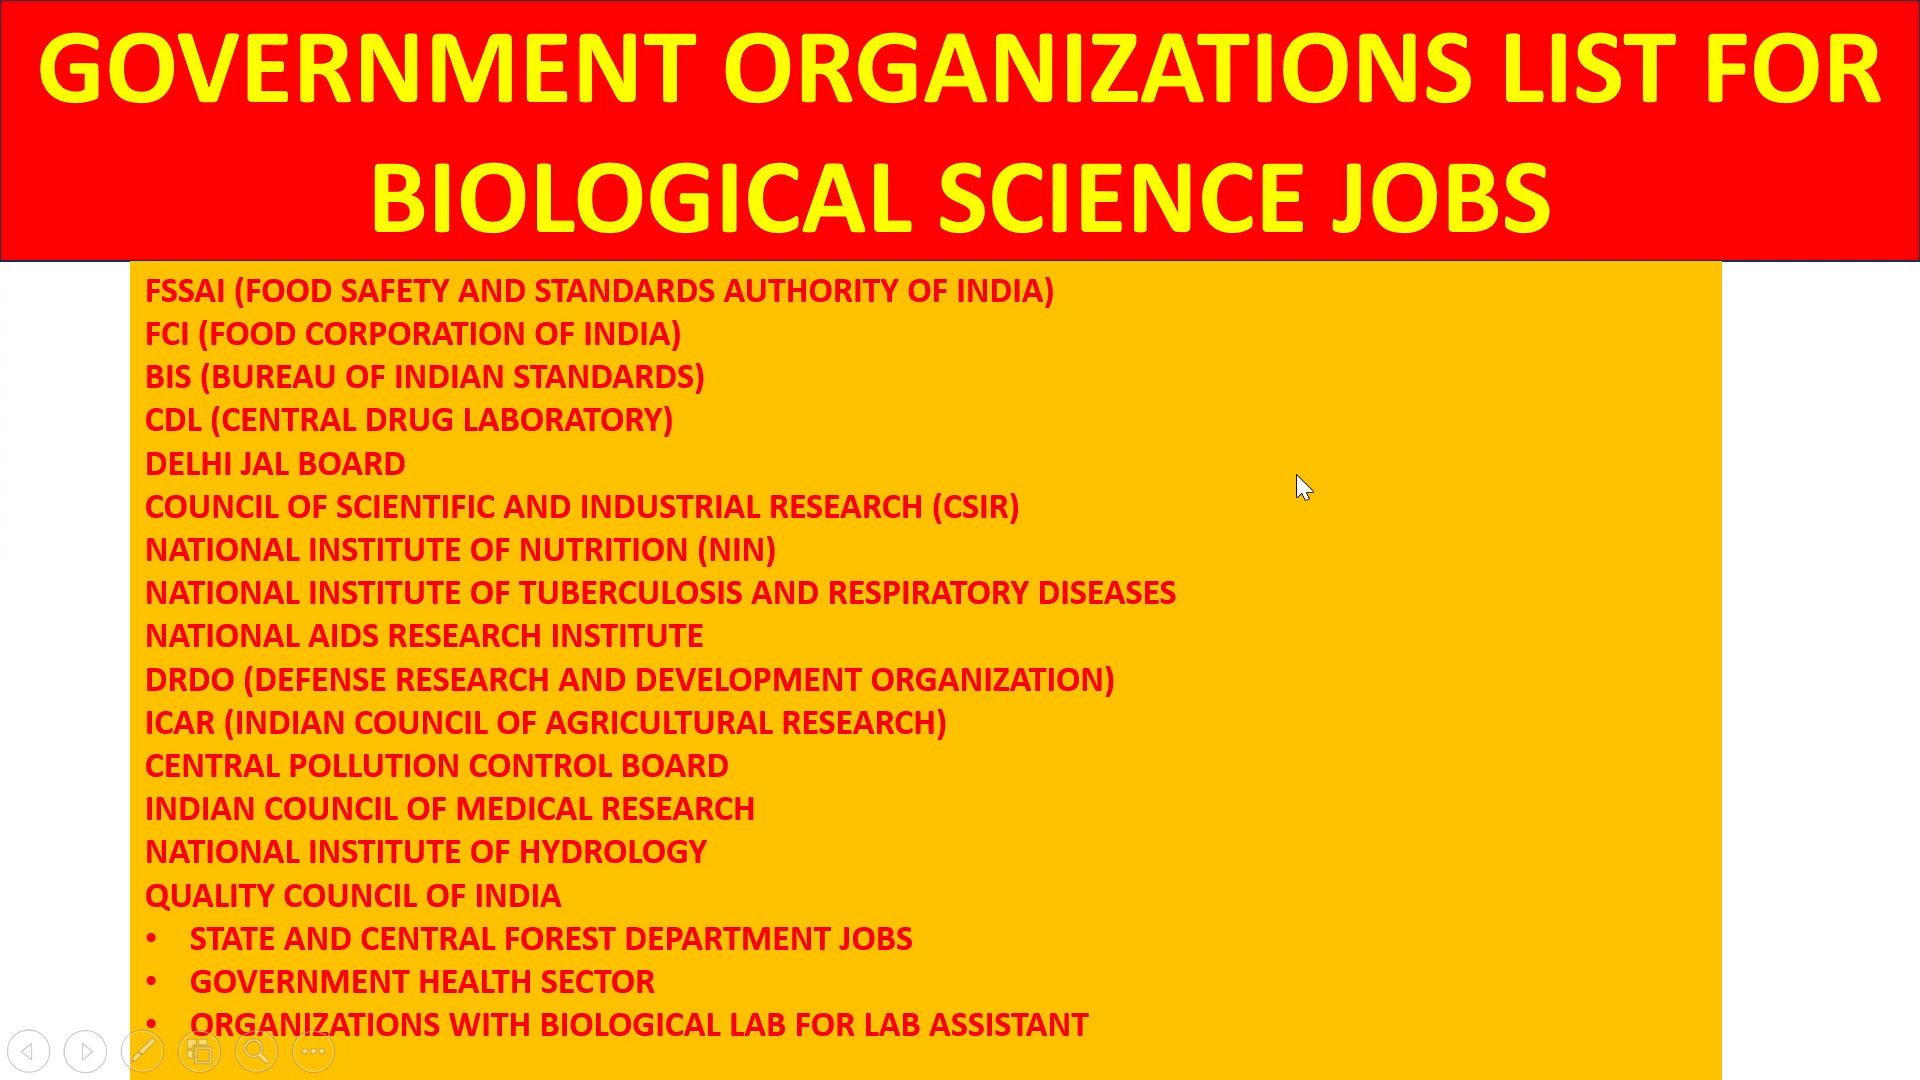 GOVERNMENT ORGANIZATIONS LIST FOR
BIOLOGICAL SCIENCE JOBS
FSSAI (FOOD SAFETY AND STANDARDS AUTHORITY OF INDIA)
FCI (FOOD CORPORATION OF INDIA)
BIS (BUREAU OF INDIAN STANDARDS)
CDL (CENTRAL DRUG LABORATORY)
DELHI JAL BOARD
COUNCIL OF SCIENTIFIC AND INDUSTRIAL RESEARCH (CSIR)
NATIONAL INSTITUTE OF NUTRITION (NIN)
NATIONAL INSTITUTE OF TUBERCULOSIS AND RESPIRATORY DISEASES
NATIONAL AIDS RESEARCH INSTITUTE
DRDO (DEFENSE RESEARCH AND DEVELOPMENT ORGANIZATION)
ICAR (INDIAN COUNCIL OF AGRICULTURAL RESEARCH)
CENTRAL POLLUTION CONTROL BOARD
INDIAN COUNCIL OF MEDICAL RESEARCH
NATIONAL INSTITUTE OF HYDROLOGY
QUALITY COUNCIL OF INDIA
• STATE AND CENTRAL FOREST DEPARTMENT JOBS
• GOVERNMENT HEALTH SECTOR
• ORGANIZATIONS WITH BIOLOGICAL LAB FOR LAB ASSISTANT